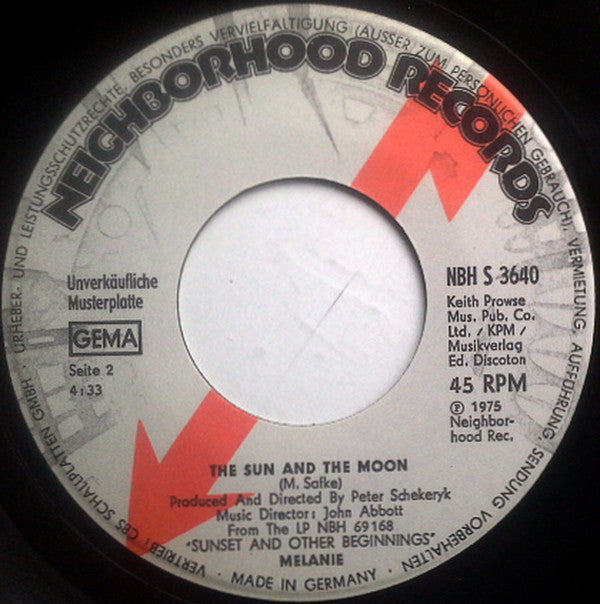 NEIGHBORHOOD RECORDS
URHEBER- UND LEISTUNGSSCHUTZRECHTE, BESONDERS VERVIELFÄLTIGUNG (AUSSER ZUM PERSÖNLICHEN GEBRAUCH), VERMIETUNG, AUFFÜHRUNG, SENDUNG VORBEHALTEN
Unverkäufliche
Musterplatte
GEMA
Seite 2
4:33
NBH S 3640
Keith Prowse
Mus. Pub. Co.
Ltd. / KPM /
Musikverlag
Ed. Discoton
45 RPM
℗ 1975
Neighbor-
hood Rec.
THE SUN AND THE MOON
(M. Safke)
Produced And Directed By Peter Schekeryk
Music Director: John Abbott
From The LP NBH 69168
"SUNSET AND OTHER BEGINNINGS"
MELANIE
· MADE IN GERMANY ·
VERTRIEB: CBS SCHALLPLATTEN GMBH ·